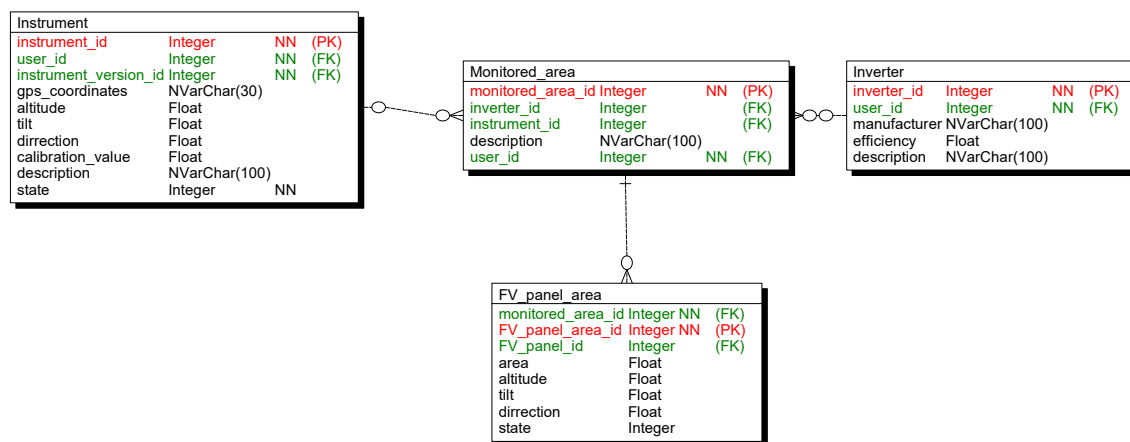 Instrument
instrument_id Integer NN (PK)
user_id Integer NN (FK)
instrument_version_id Integer NN (FK)
gps_coordinates NVarChar(30)
altitude Float
tilt Float
dirrection Float
calibration_value Float
description NVarChar(100)
state Integer NN
Monitored_area
monitored_area_id Integer NN (PK)
inverter_id Integer (FK)
instrument_id Integer (FK)
description NVarChar(100)
user_id Integer NN (FK)
Inverter
inverter_id Integer NN (PK)
user_id Integer NN (FK)
manufacturer NVarChar(100)
efficiency Float
description NVarChar(100)
FV_panel_area
monitored_area_id Integer NN (FK)
FV_panel_area_id Integer NN (PK)
FV_panel_id Integer (FK)
area Float
altitude Float
tilt Float
dirrection Float
state Integer